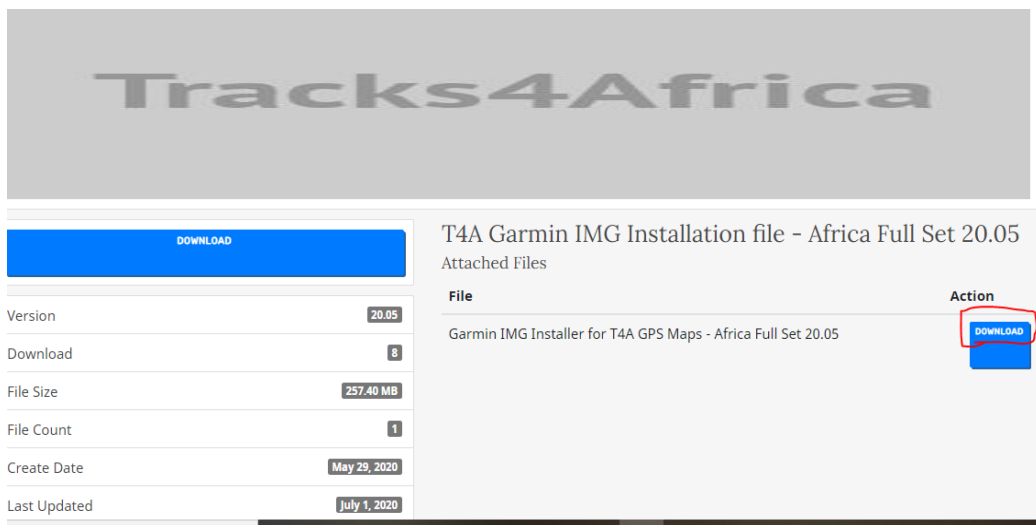 Tracks4Africa
DOWNLOAD
Version 20.05
Download 8
File Size 257.40 MB
File Count 1
Create Date May 29, 2020
Last Updated July 1, 2020
T4A Garmin IMG Installation file - Africa Full Set 20.05
Attached Files
File Action
Garmin IMG Installer for T4A GPS Maps - Africa Full Set 20.05 DOWNLOAD